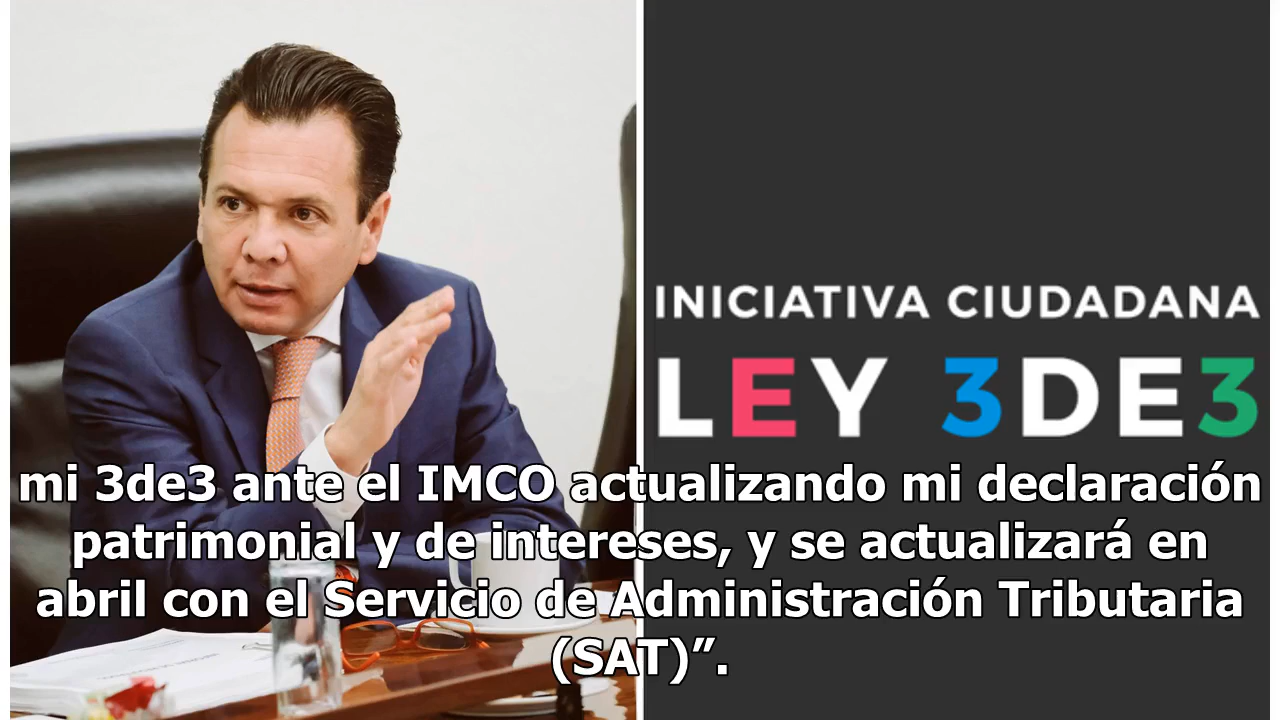 INICIATIVA CIUDADANA
LEY 3DE3
mi 3de3 ante el IMCO actualizando mi declaración
patrimonial y de intereses, y se actualizará en
abril con el Servicio de Administración Tributaria
(SAT)”.